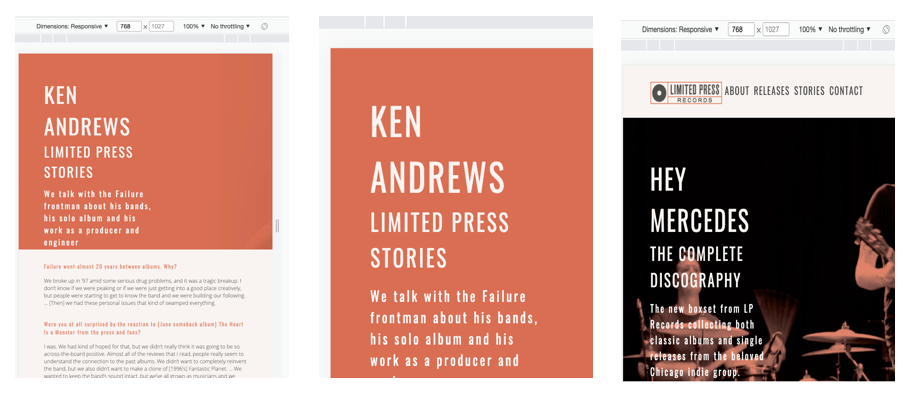 Dimensions: Responsive ▼ 768 x 1027 100% ▼ No throttling ▼
KEN
ANDREWS
LIMITED PRESS
STORIES
We talk with the Failure
frontman about his bands,
his solo album and his
work as a producer and
engineer
Failure went almost 20 years between albums. Why?
We broke up in '97 amid some serious drug problems, and it was a tragic breakup. I
don't know if we were peaking or if we were just getting into a good place creatively,
but people were starting to get to know the band and we were building our following.
... [Then] we had these personal issues that kind of swamped everything.
Were you at all surprised by the reaction to [June comeback album] The Heart
Is a Monster from the press and fans?
I was. We had kind of hoped for that, but we didn't really think it was going to be so
across-the-board positive. Almost all of the reviews that I read, people really seem to
understand the connection to the past albums. We didn't want to completely reinvent
the band, but we also didn't want to make a clone of [1996's] Fantastic Planet. ... We
wanted to keep the band's sound intact, but we've all grown as musicians and we
KEN
ANDREWS
LIMITED PRESS
STORIES
We talk with the Failure
frontman about his bands,
his solo album and his
work as a producer and
Dimensions: Responsive ▼ 768 x 1027 100% ▼ No throttling ▼
LIMITED PRESS
RECORDS
ABOUT RELEASES STORIES CONTACT
HEY
MERCEDES
THE COMPLETE
DISCOGRAPHY
The new boxset from LP
Records collecting both
classic albums and single
releases from the beloved
Chicago indie group.